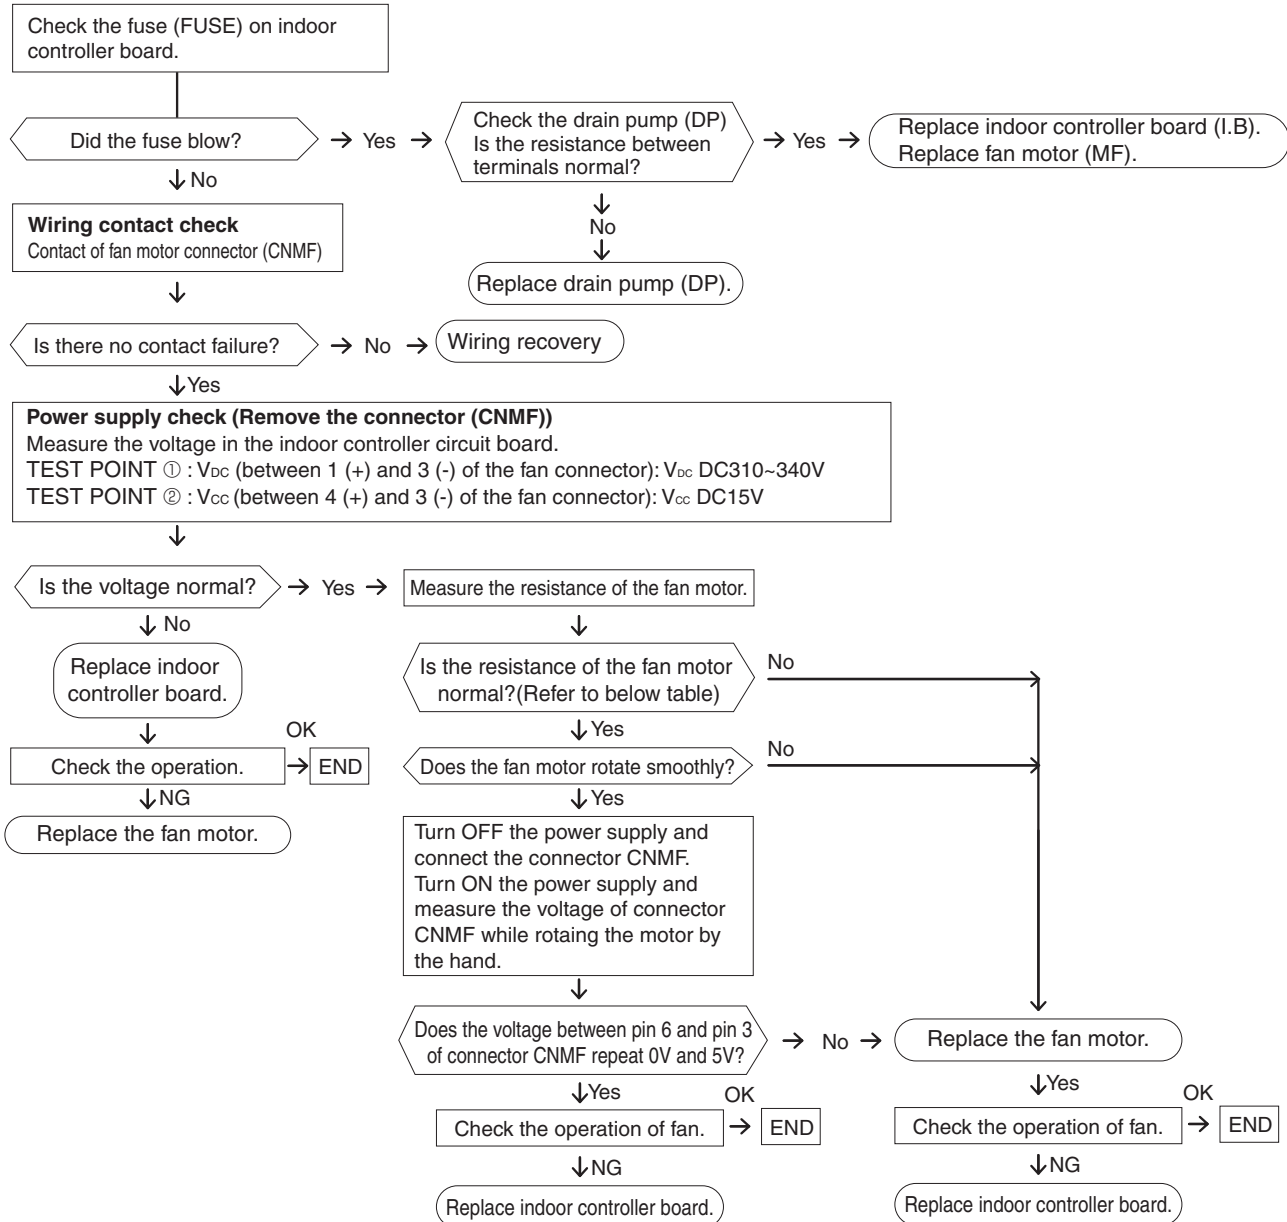 Check the fuse (FUSE) on indoor
controller board.
Did the fuse blow?
Yes
Check the drain pump (DP)
Is the resistance between
terminals normal?
Yes
Replace indoor controller board (I.B).
Replace fan motor (MF).
No
No
Replace drain pump (DP).
Wiring contact check
Contact of fan motor connector (CNMF)
Is there no contact failure?
No
Wiring recovery
Yes
Power supply check (Remove the connector (CNMF))
Measure the voltage in the indoor controller circuit board.
TEST POINT ① : VDC (between 1 (+) and 3 (-) of the fan connector): VDC DC310~340V
TEST POINT ② : VCC (between 4 (+) and 3 (-) of the fan connector): VCC DC15V
Is the voltage normal?
Yes
Measure the resistance of the fan motor.
No
Replace indoor
controller board.
OK
Check the operation.
END
NG
Replace the fan motor.
Is the resistance of the fan motor
normal?(Refer to below table)
No
Yes
Does the fan motor rotate smoothly?
No
Yes
Turn OFF the power supply and
connect the connector CNMF.
Turn ON the power supply and
measure the voltage of connector
CNMF while rotaing the motor by
the hand.
Does the voltage between pin 6 and pin 3
of connector CNMF repeat 0V and 5V?
No
Replace the fan motor.
Yes
OK
Check the operation of fan.
END
NG
Replace indoor controller board.
Yes
OK
Check the operation of fan.
END
NG
Replace indoor controller board.